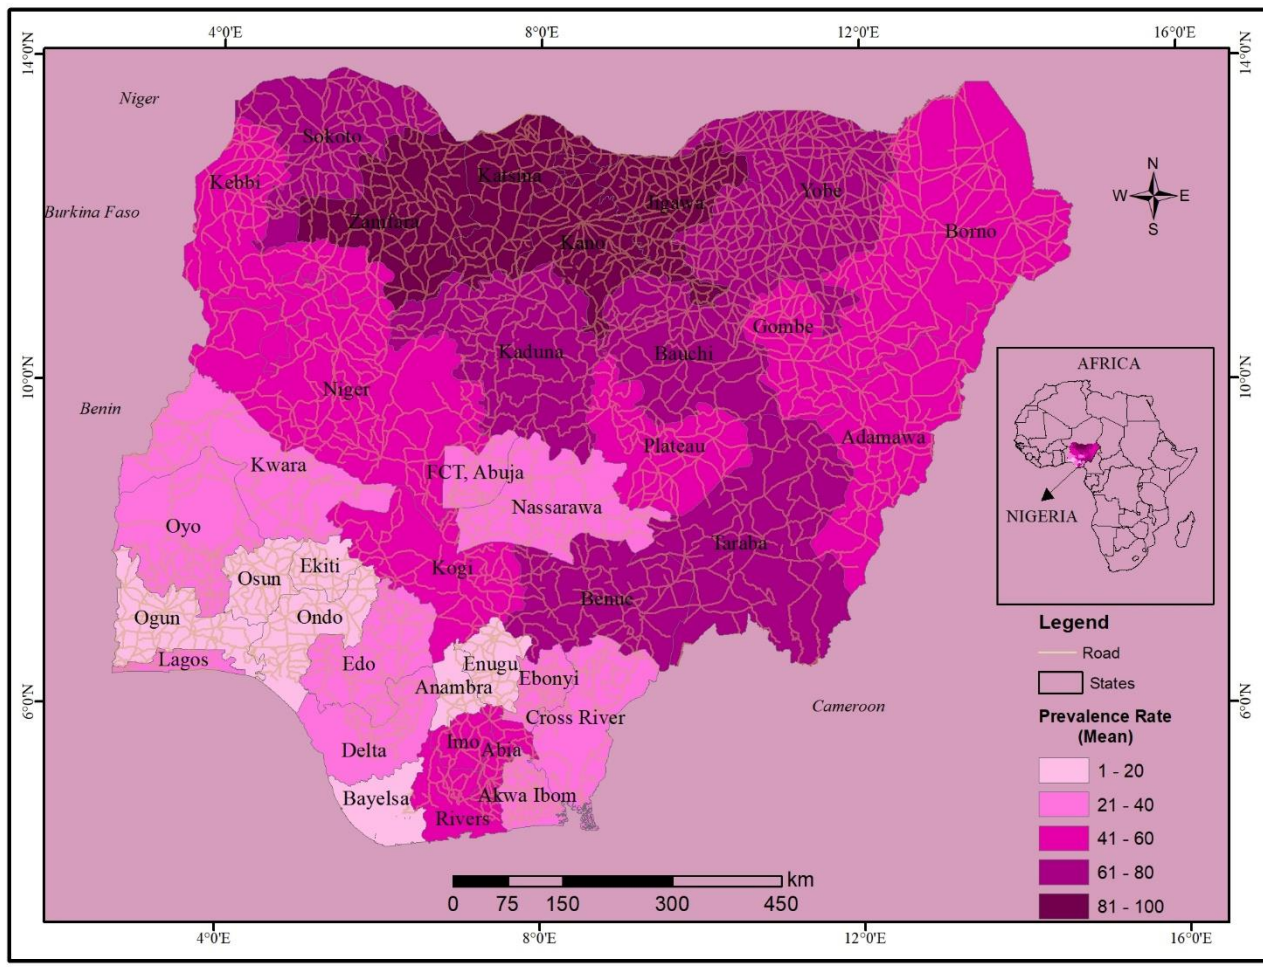 4°0'E 8°0'E 12°0'E 16°0'E
14°0'N 14°0'N
Niger
Sokoto
Katsina
Kebbi
Yobe
Jigawa
N
W E
S
Burkina Faso
Zamfara
Kano
Borno
Gombe
Kaduna
Bauchi
AFRICA
10°0'N 10°0'N
Niger
Benin
Adamawa
Plateau
Kwara
FCT, Abuja
Nassarawa
NIGERIA
Oyo
Taraba
Kogi
Ekiti
Osun
Benue
Ogun
Ondo
Legend
Road
Lagos
Edo
Enugu
Ebonyi
Anambra
States
6°0'N 6°0'N
Cameroon
Cross River
Prevalence Rate
(Mean)
Imo
Abia
Delta
1 - 20
Bayelsa
Akwa Ibom
21 - 40
Rivers
41 - 60
61 - 80
km
0 75 150 300 450
81 - 100
4°0'E 8°0'E 12°0'E 16°0'E